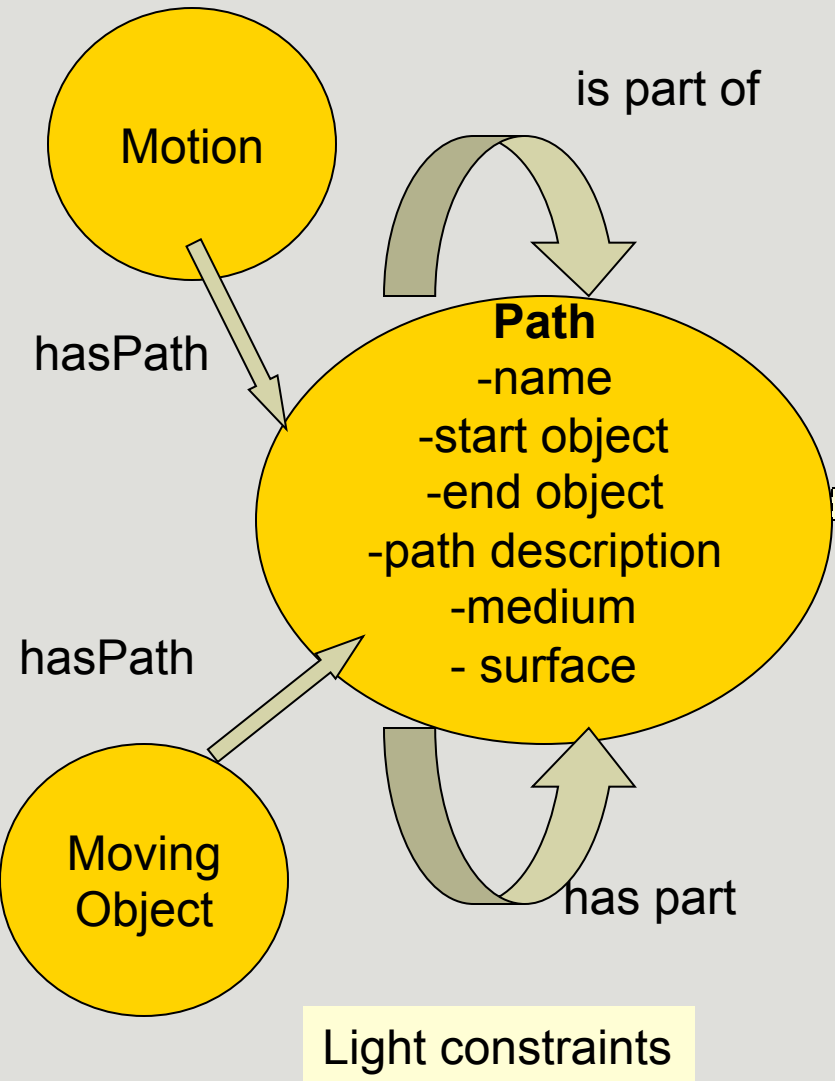 is part of
Motion
hasPath
Path
-name
-start object
-end object
-path description
-medium
- surface
hasPath
Moving
Object
has part
Light constraints